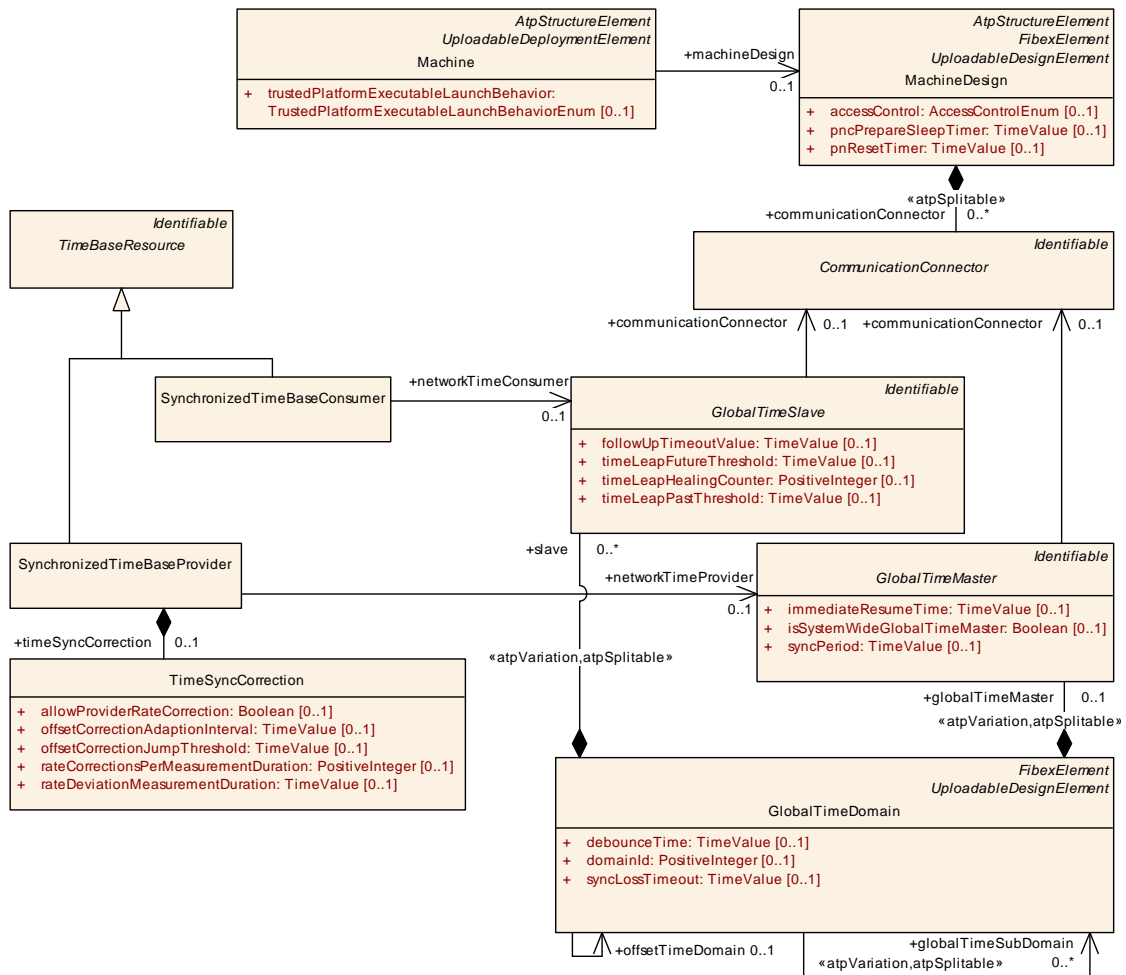 AtpStructureElement
UploadableDeploymentElement
Machine
+ trustedPlatformExecutableLaunchBehavior:
TrustedPlatformExecutableLaunchBehaviorEnum [0..1]
+machineDesign
0..1
AtpStructureElement
FibexElement
UploadableDesignElement
MachineDesign
+ accessControl: AccessControlEnum [0..1]
+ pncPrepareSleepTimer: TimeValue [0..1]
+ pnResetTimer: TimeValue [0..1]
«atpSplitable»
+communicationConnector 0..*
Identifiable
TimeBaseResource
Identifiable
CommunicationConnector
+communicationConnector 0..1
+communicationConnector 0..1
SynchronizedTimeBaseConsumer
+networkTimeConsumer
0..1
Identifiable
GlobalTimeSlave
+ followUpTimeoutValue: TimeValue [0..1]
+ timeLeapFutureThreshold: TimeValue [0..1]
+ timeLeapHealingCounter: PositiveInteger [0..1]
+ timeLeapPastThreshold: TimeValue [0..1]
+slave 0..*
SynchronizedTimeBaseProvider
+networkTimeProvider
0..1
Identifiable
GlobalTimeMaster
+ immediateResumeTime: TimeValue [0..1]
+ isSystemWideGlobalTimeMaster: Boolean [0..1]
+ syncPeriod: TimeValue [0..1]
+timeSyncCorrection 0..1
«atpVariation,atpSplitable»
TimeSyncCorrection
+ allowProviderRateCorrection: Boolean [0..1]
+ offsetCorrectionAdaptionInterval: TimeValue [0..1]
+ offsetCorrectionJumpThreshold: TimeValue [0..1]
+ rateCorrectionsPerMeasurementDuration: PositiveInteger [0..1]
+ rateDeviationMeasurementDuration: TimeValue [0..1]
+globalTimeMaster 0..1
«atpVariation,atpSplitable»
FibexElement
UploadableDesignElement
GlobalTimeDomain
+ debounceTime: TimeValue [0..1]
+ domainId: PositiveInteger [0..1]
+ syncLossTimeout: TimeValue [0..1]
+offsetTimeDomain 0..1
+globalTimeSubDomain
«atpVariation,atpSplitable» 0..*